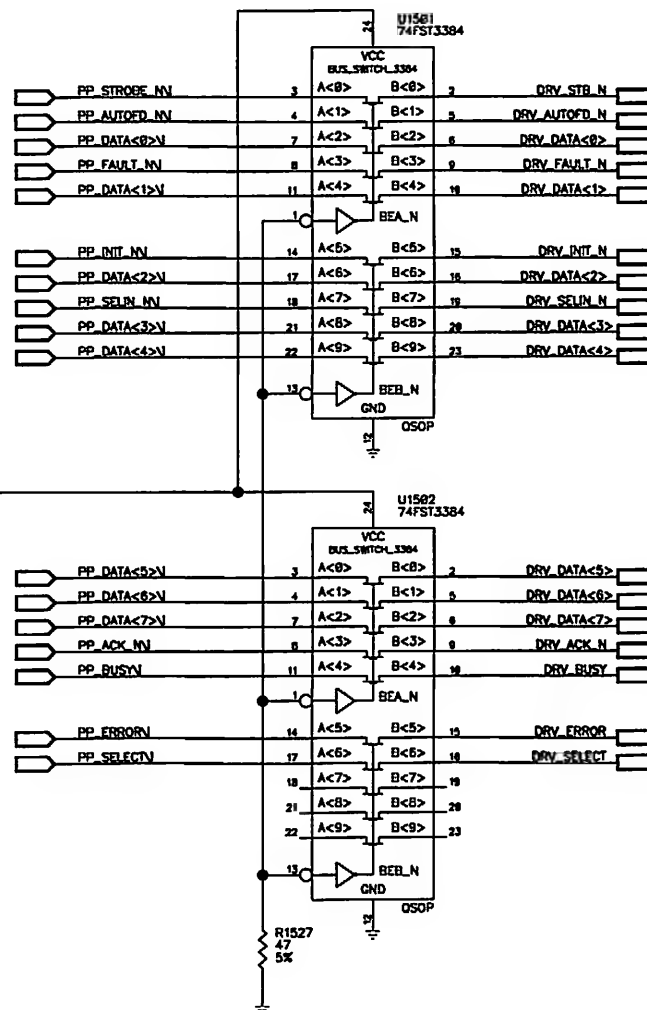 24
U1501
74FST3384
VCC
BUS_SWITCH_3384
PP_STROBE_N\I 3 A<0> B<0> 2 DRV_STB_N
PP_AUTOFD_N\I 4 A<1> B<1> 5 DRV_AUTOFD_N
PP_DATA<0>\I 7 A<2> B<2> 6 DRV_DATA<0>
PP_FAULT_N\I 8 A<3> B<3> 9 DRV_FAULT_N
PP_DATA<1>\I 11 A<4> B<4> 10 DRV_DATA<1>
1 BEA_N
PP_INIT_N\I 14 A<5> B<5> 15 DRV_INIT_N
PP_DATA<2>\I 17 A<6> B<6> 16 DRV_DATA<2>
PP_SELIN_N\I 18 A<7> B<7> 19 DRV_SELIN_N
PP_DATA<3>\I 21 A<8> B<8> 20 DRV_DATA<3>
PP_DATA<4>\I 22 A<9> B<9> 23 DRV_DATA<4>
13 BEB_N
GND
12 QSOP
24
U1502
74FST3384
VCC
BUS_SWITCH_3384
PP_DATA<5>\I 3 A<0> B<0> 2 DRV_DATA<5>
PP_DATA<6>\I 4 A<1> B<1> 5 DRV_DATA<6>
PP_DATA<7>\I 7 A<2> B<2> 6 DRV_DATA<7>
PP_ACK_N\I 8 A<3> B<3> 9 DRV_ACK_N
PP_BUSY\I 11 A<4> B<4> 10 DRV_BUSY
1 BEA_N
PP_ERROR\I 14 A<5> B<5> 15 DRV_ERROR
PP_SELECT\I 17 A<6> B<6> 16 DRV_SELECT
18 A<7> B<7> 19
21 A<8> B<8> 20
22 A<9> B<9> 23
13 BEB_N
GND
12 QSOP
R1527
47
5%